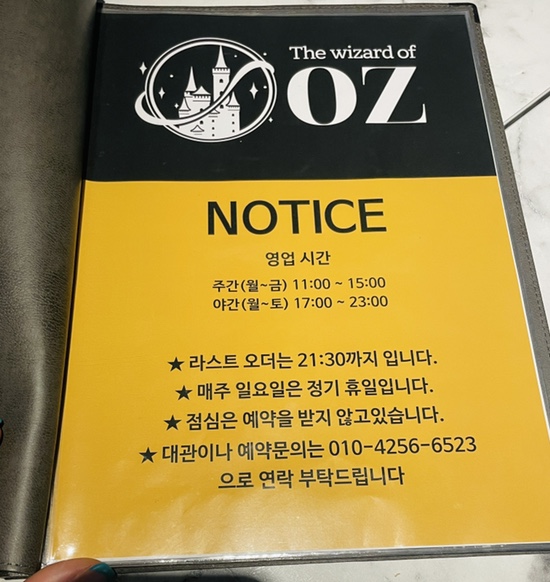 The wizard of
OZ
NOTICE
영업 시간
주간(월~금) 11:00 ~ 15:00
야간(월~토) 17:00 ~ 23:00
★ 라스트 오더는 21:30까지 입니다.
★ 매주 일요일은 정기 휴일입니다.
★ 점심은 예약을 받지 않고있습니다.
★ 대관이나 예약문의는 010-4256-6523
으로 연락 부탁드립니다